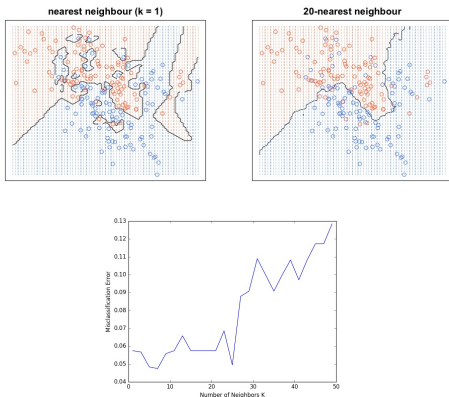 nearest neighbour (k = 1)
20-nearest neighbour
0.13
0.12
0.11
0.10
0.09
0.08
0.07
0.06
0.05
0.04
Misclassification Error
0 10 20 30 40 50
Number of Neighbors K